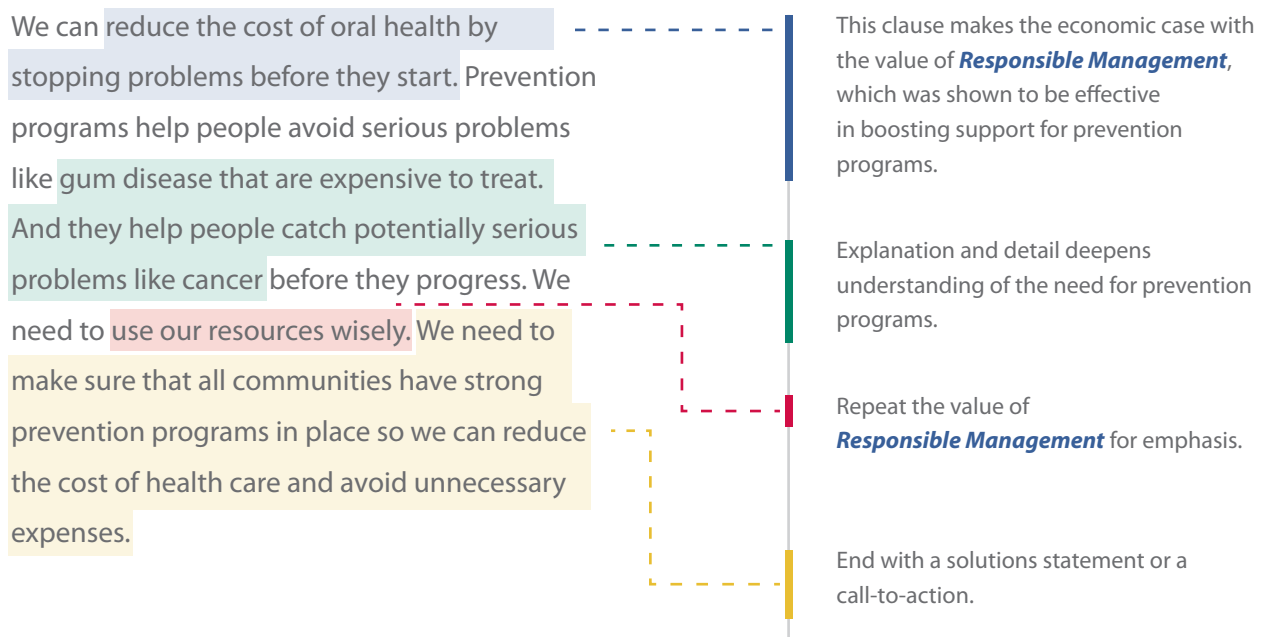 We can reduce the cost of oral health by
stopping problems before they start. Prevention
programs help people avoid serious problems
like gum disease that are expensive to treat.
And they help people catch potentially serious
problems like cancer before they progress. We
need to use our resources wisely. We need to
make sure that all communities have strong
prevention programs in place so we can reduce
the cost of health care and avoid unnecessary
expenses.
This clause makes the economic case with
the value of Responsible Management,
which was shown to be effective
in boosting support for prevention
programs.
Explanation and detail deepens
understanding of the need for prevention
programs.
Repeat the value of
Responsible Management for emphasis.
End with a solutions statement or a
call-to-action.